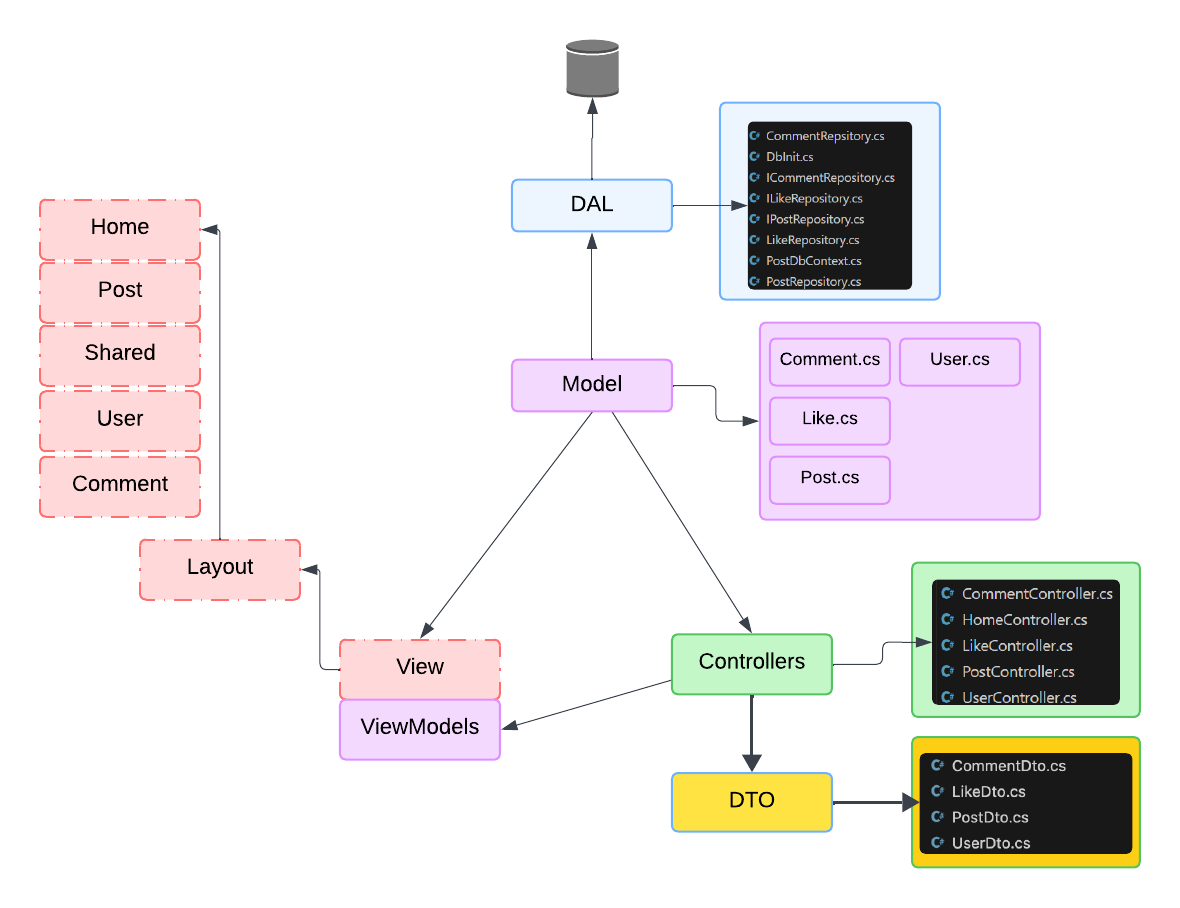 CommentRepsitory.cs
DbInit.cs
ICommentRepository.cs
ILikeRepository.cs
IPostRepository.cs
LikeRepository.cs
PostDbContext.cs
PostRepository.cs
DAL
Home
Post
Shared
User
Comment
Model
Comment.cs
User.cs
Like.cs
Post.cs
Layout
View
ViewModels
Controllers
CommentController.cs
HomeController.cs
LikeController.cs
PostController.cs
UserController.cs
DTO
CommentDto.cs
LikeDto.cs
PostDto.cs
UserDto.cs